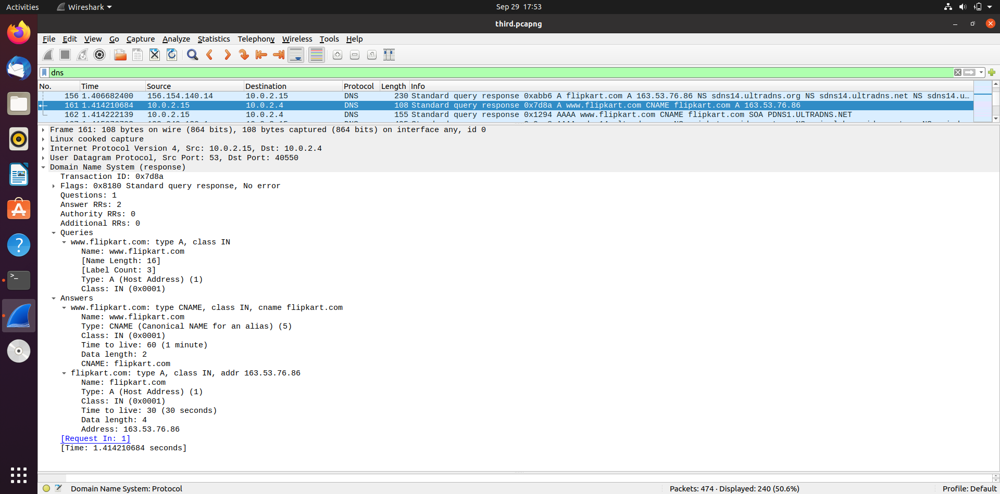 Activities Wireshark Sep 29 17:53
third.pcapng
File Edit View Go Capture Analyze Statistics Telephony Wireless Tools Help
dns
No. Time Source Destination Protocol Length Info
156 1.406682400 156.154.140.14 10.0.2.15 DNS 230 Standard query response 0xabb6 A flipkart.com A 163.53.76.86 NS sdns14.ultradns.org NS sdns14.ultradns.net NS sdns14.u…
161 1.414210684 10.0.2.15 10.0.2.4 DNS 108 Standard query response 0x7d8a A www.flipkart.com CNAME flipkart.com A 163.53.76.86
162 1.414222139 10.0.2.15 10.0.2.4 DNS 155 Standard query response 0x1294 AAAA www.flipkart.com CNAME flipkart.com SOA PDNS1.ULTRADNS.NET
Frame 161: 108 bytes on wire (864 bits), 108 bytes captured (864 bits) on interface any, id 0
Linux cooked capture
Internet Protocol Version 4, Src: 10.0.2.15, Dst: 10.0.2.4
User Datagram Protocol, Src Port: 53, Dst Port: 40550
Domain Name System (response)
Transaction ID: 0x7d8a
Flags: 0x8180 Standard query response, No error
Questions: 1
Answer RRs: 2
Authority RRs: 0
Additional RRs: 0
Queries
www.flipkart.com: type A, class IN
Name: www.flipkart.com
[Name Length: 16]
[Label Count: 3]
Type: A (Host Address) (1)
Class: IN (0x0001)
Answers
www.flipkart.com: type CNAME, class IN, cname flipkart.com
Name: www.flipkart.com
Type: CNAME (Canonical NAME for an alias) (5)
Class: IN (0x0001)
Time to live: 60 (1 minute)
Data length: 2
CNAME: flipkart.com
flipkart.com: type A, class IN, addr 163.53.76.86
Name: flipkart.com
Type: A (Host Address) (1)
Class: IN (0x0001)
Time to live: 30 (30 seconds)
Data length: 4
Address: 163.53.76.86
[Request In: 1]
[Time: 1.414210684 seconds]
Domain Name System: Protocol Packets: 474 · Displayed: 240 (50.6%) Profile: Default